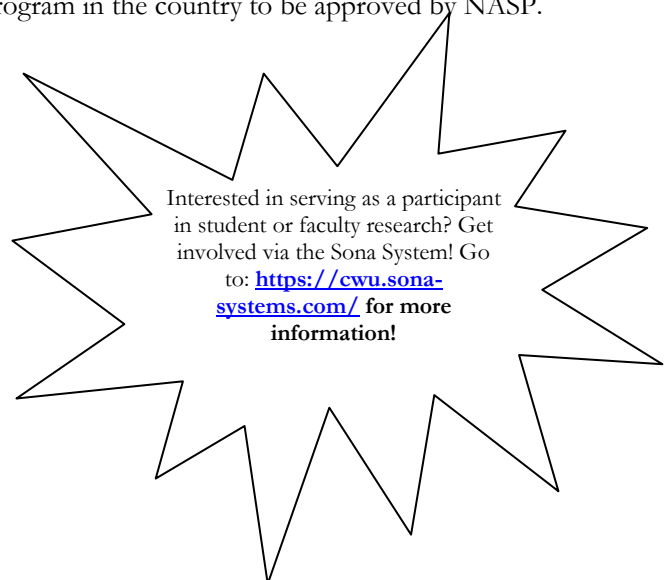 rogram in the country to be approved by NASP.
Interested in serving as a participant
in student or faculty research? Get
involved via the Sona System! Go
to: https://cwu.sona-
systems.com/ for more
information!